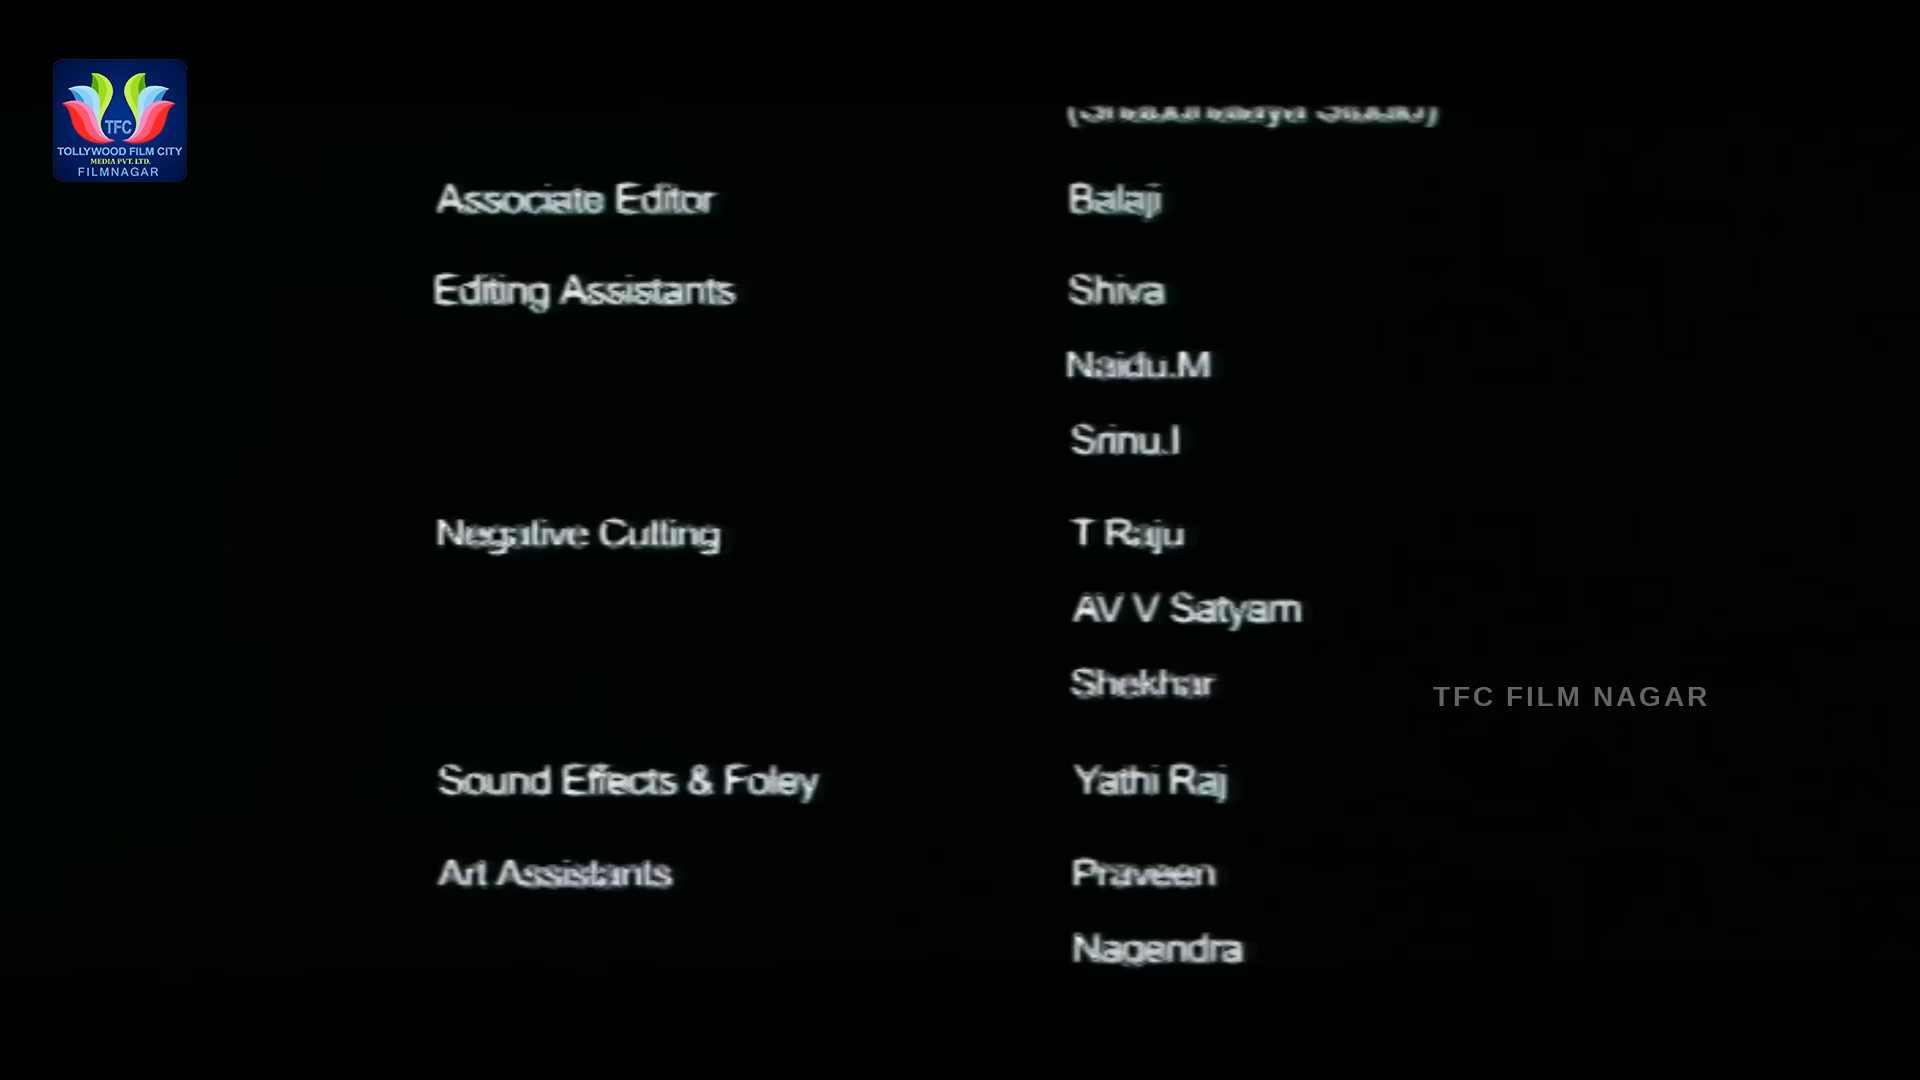 TFC
TOLLYWOOD FILM CITY
MEDIA PVT. LTD.
FILMNAGAR
Associate Editor Balaji
Editing Assistants Shiva
Naidu.M
Srinu.I
Negative Cutting T Raju
AV V Satyam
Shekhar
TFC FILM NAGAR
Sound Effects & Foley Yathi Raj
Art Assistants Praveen
Nagendra